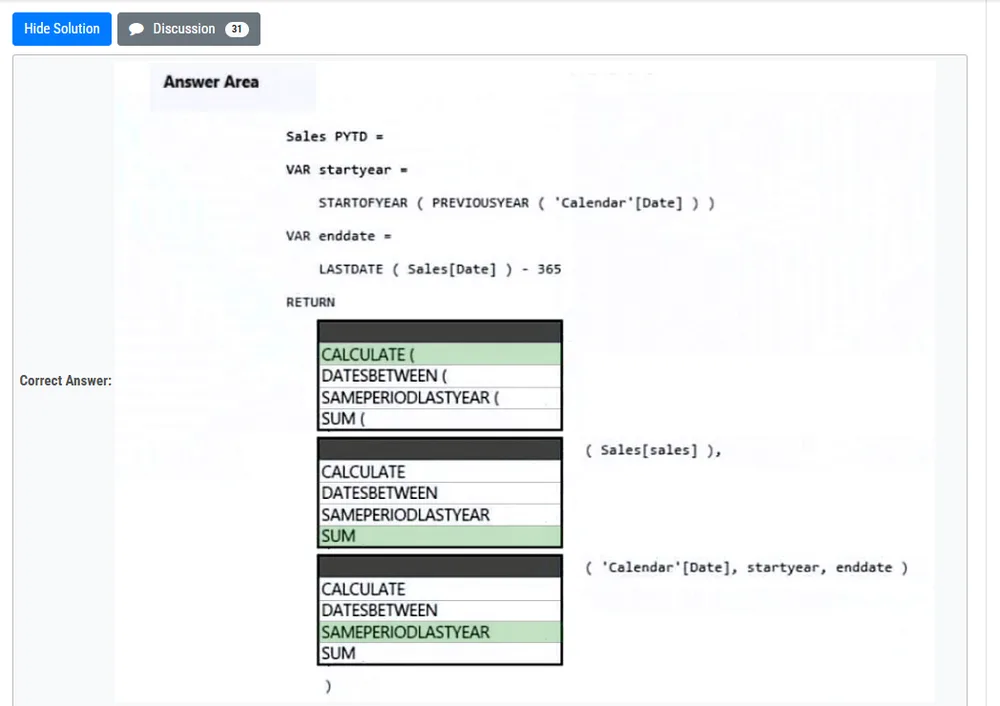 Hide Solution
Discussion 31
Answer Area
Sales PYTD =
VAR startyear =
STARTOFYEAR ( PREVIOUSYEAR ( 'Calendar'[Date] ) )
VAR enddate =
LASTDATE ( Sales[Date] ) - 365
RETURN
Correct Answer:
CALCULATE (
DATESBETWEEN (
SAMEPERIODLASTYEAR (
SUM (
( Sales[sales] ),
CALCULATE
DATESBETWEEN
SAMEPERIODLASTYEAR
SUM
( 'Calendar'[Date], startyear, enddate )
CALCULATE
DATESBETWEEN
SAMEPERIODLASTYEAR
SUM
)